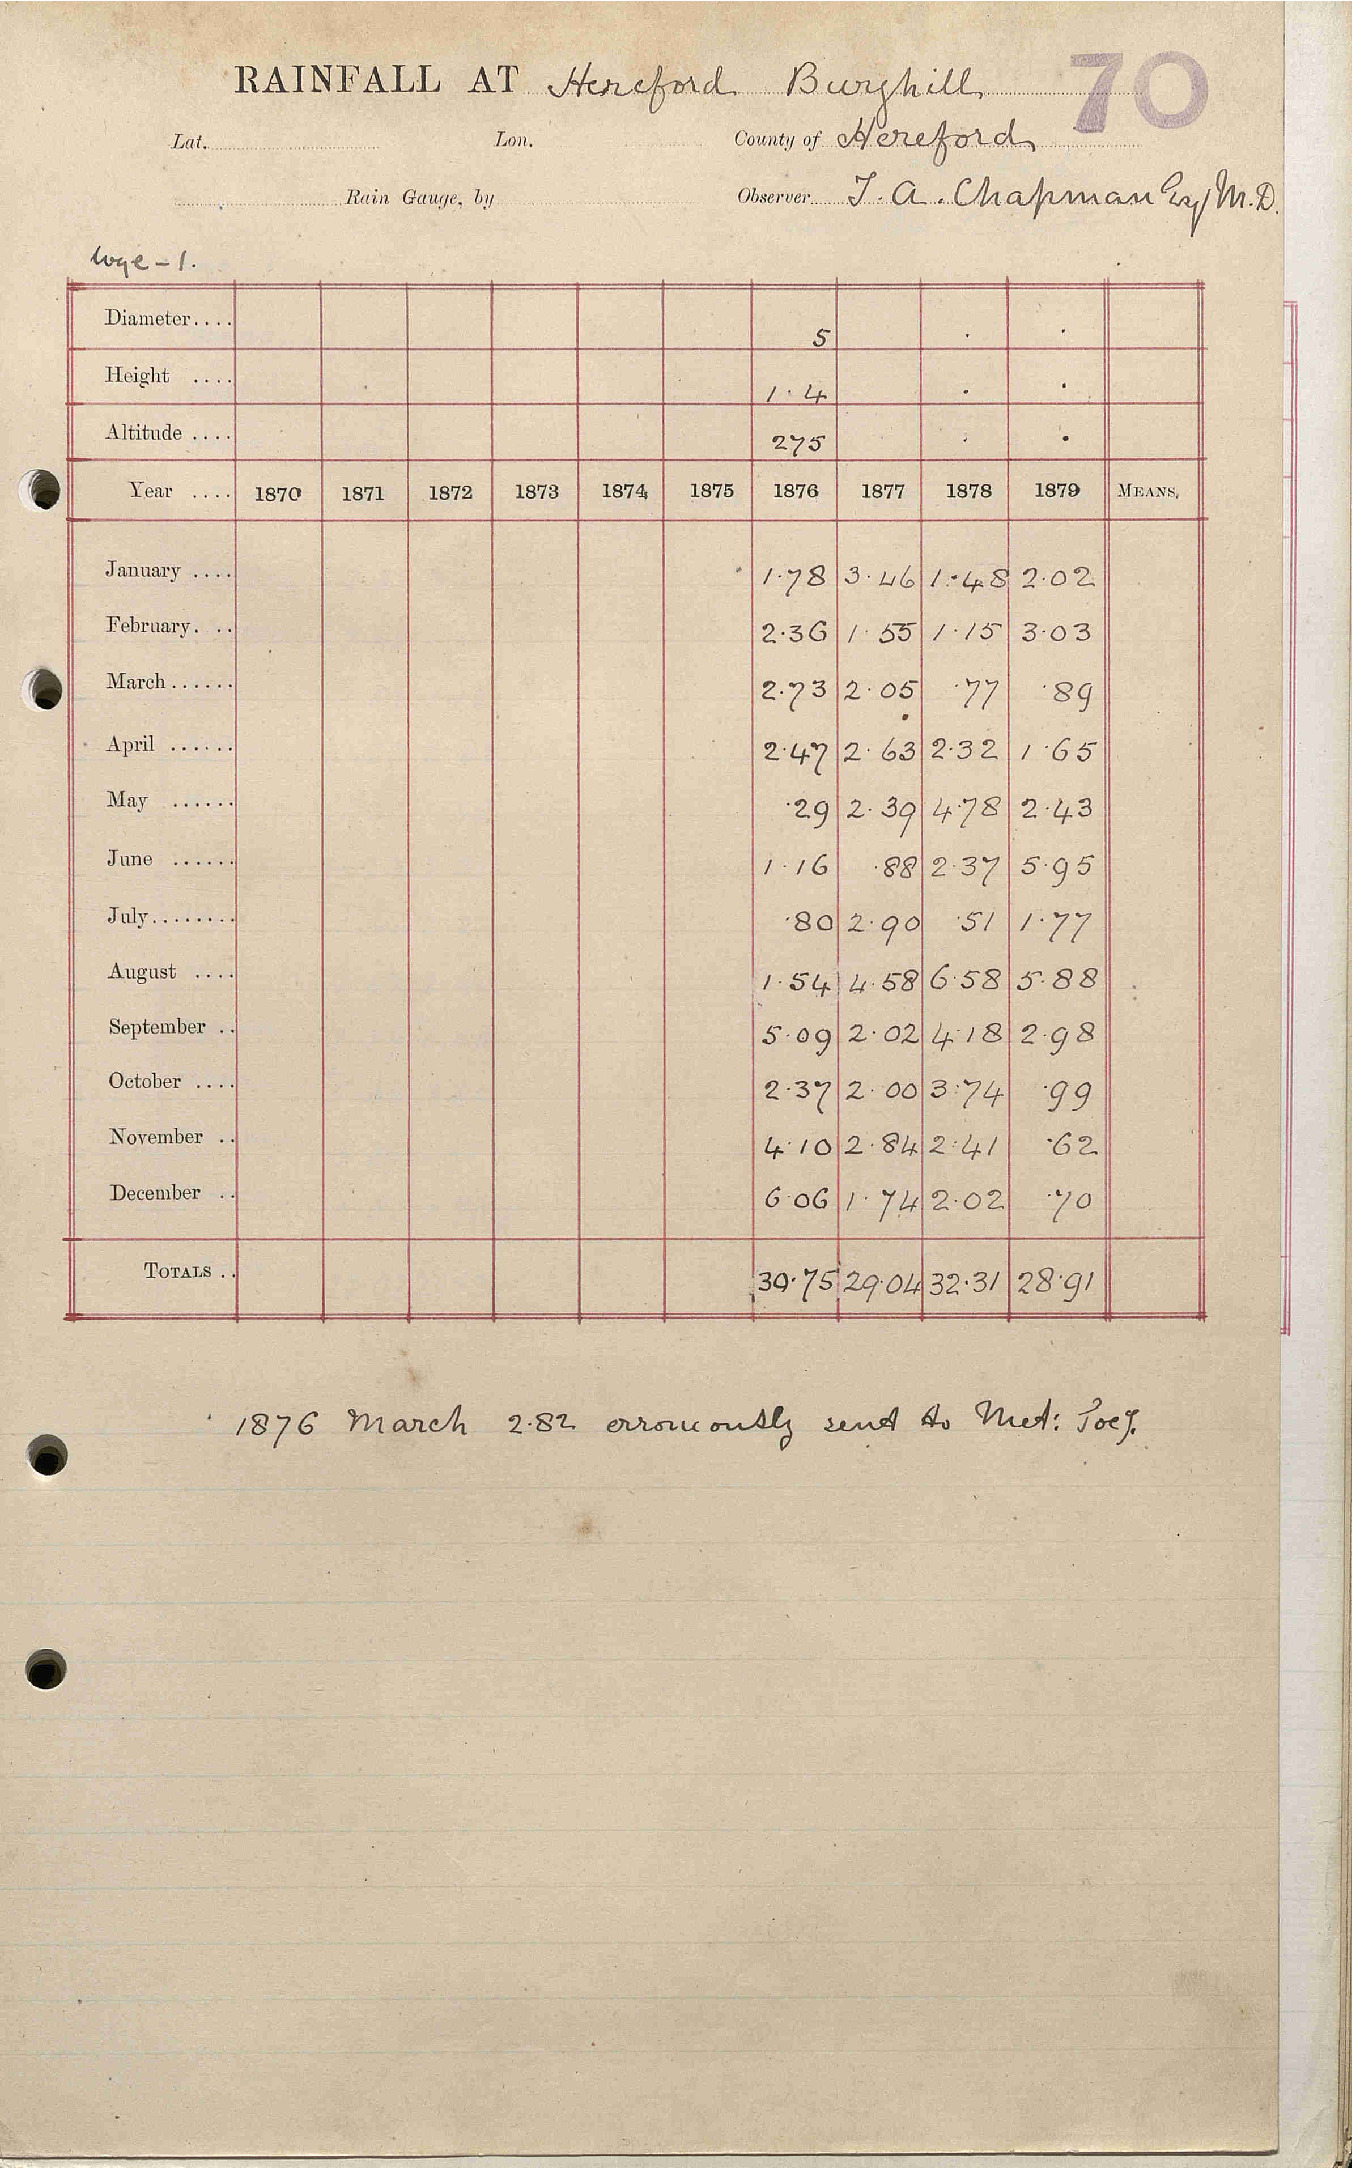 RAINFALL AT Hereford Burghill 70
Lat. Lon. County of Hereford
Rain Gauge, by Observer T. A. Chapman Esq M.D.
Wye - 1.
Diameter.... 5 . .
Height .... 1·4 . .
Altitude .... 275 . .
Year .... 1870 1871 1872 1873 1874 1875 1876 1877 1878 1879 MEANS.
January .... 1·78 3·46 1·48 2·02
February. .. 2·36 1·55 1·15 3·03
March...... 2·73 2·05 ·77 ·89
April ...... 2·47 2·63 2·32 1·65
May ...... ·29 2·39 4·78 2·43
June ...... 1·16 ·88 2·37 5·95
July........ ·80 2·90 ·51 1·77
August .... 1·54 4·58 6·58 5·88
September .. 5·09 2·02 4·18 2·98
October .... 2·37 2·00 3·74 ·99
November .. 4·10 2·84 2·41 ·62
December .. 6·06 1·74 2·02 ·70
TOTALS .. 30·75 29·04 32·31 28·91
1876 March 2·82 erroneously sent to Met: Socy.